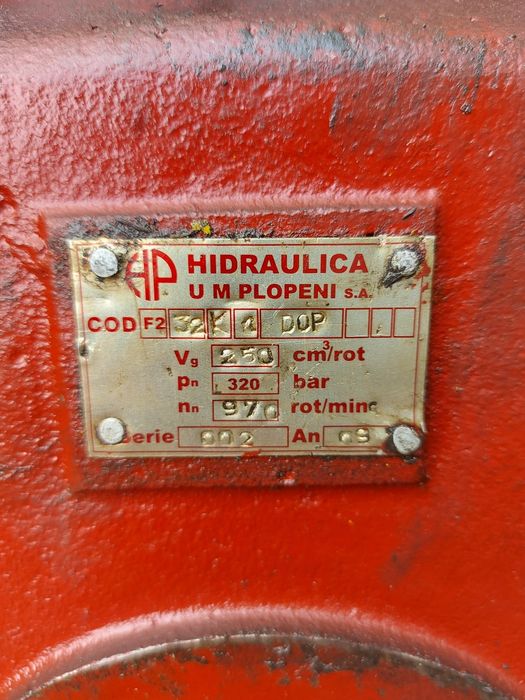 HP HIDRAULICA
U M PLOPENI S.A.
COD F2 32 K 1 DOP
Vg 250 cm³/rot
pn 320 bar
nn 970 rot/min
Serie 902 An 09